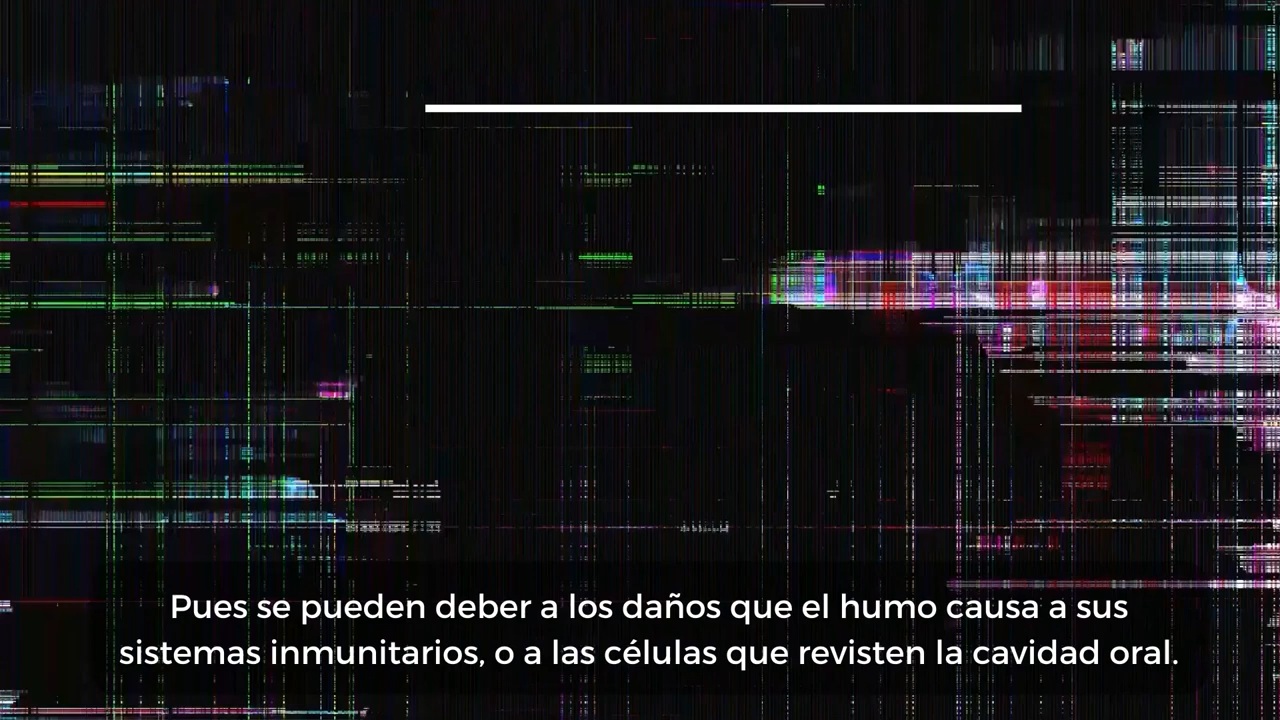 Pues se pueden deber a los daños que el humo causa a sus
sistemas inmunitarios, o a las células que revisten la cavidad oral.